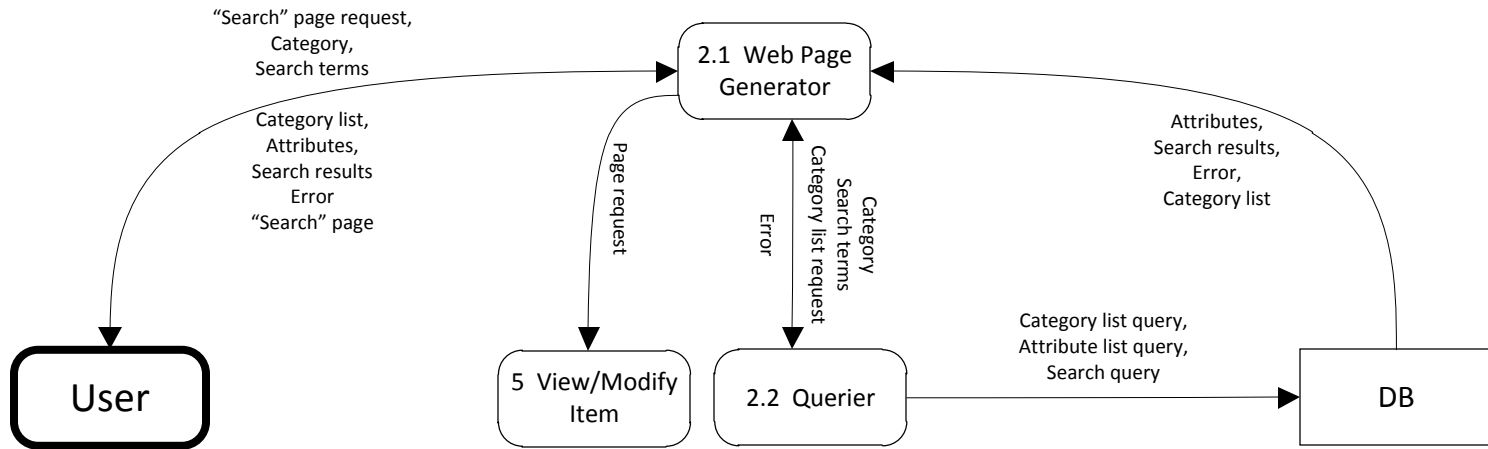 “Search” page request,
Category,
Search terms
2.1  Web Page
Generator
Category list,
Attributes,
Search results
Error
“Search” page
Page request
Category
Search terms
Category list request
Error
Attributes,
Search results,
Error,
Category list
Category list query,
Attribute list query,
Search query
User
5  View/Modify
Item
2.2  Querier
DB